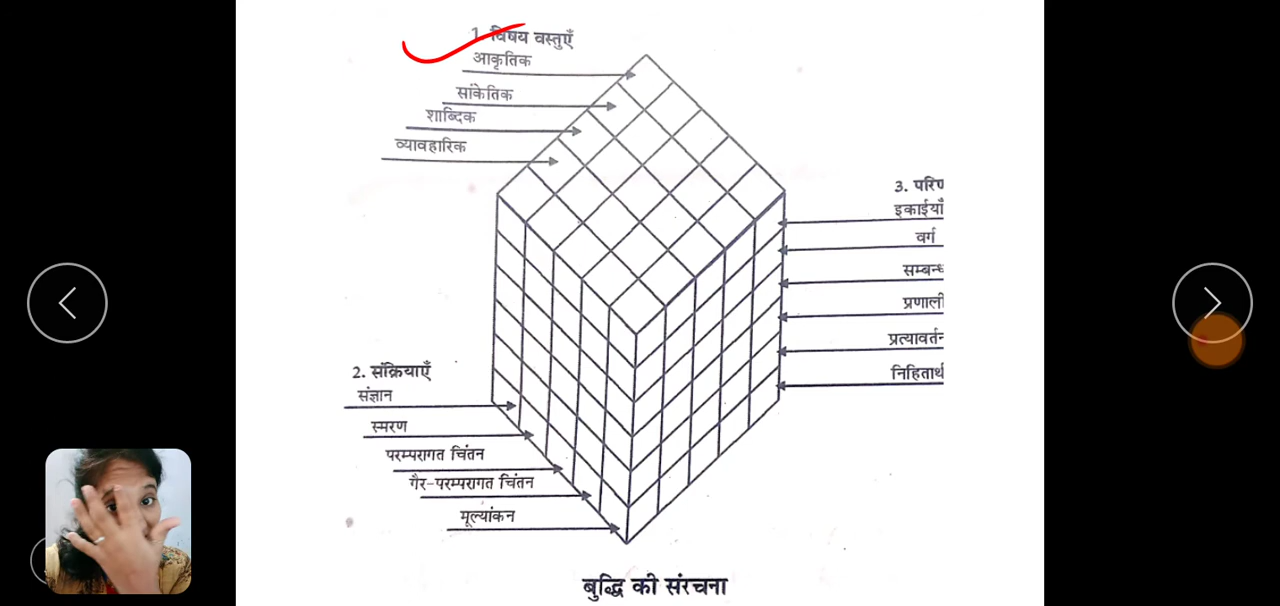 1. विषय वस्तुएँ
आकृतिक
सांकेतिक
शाब्दिक
व्यावहारिक
3. परिण
इकाईयाँ
वर्ग
सम्बन्ध
प्रणाली
प्रत्यावर्तन
निहितार्थ
2. संक्रियाएँ
संज्ञान
स्मरण
परम्परागत चिंतन
गैर-परम्परागत चिंतन
मूल्यांकन
बुद्धि की संरचना